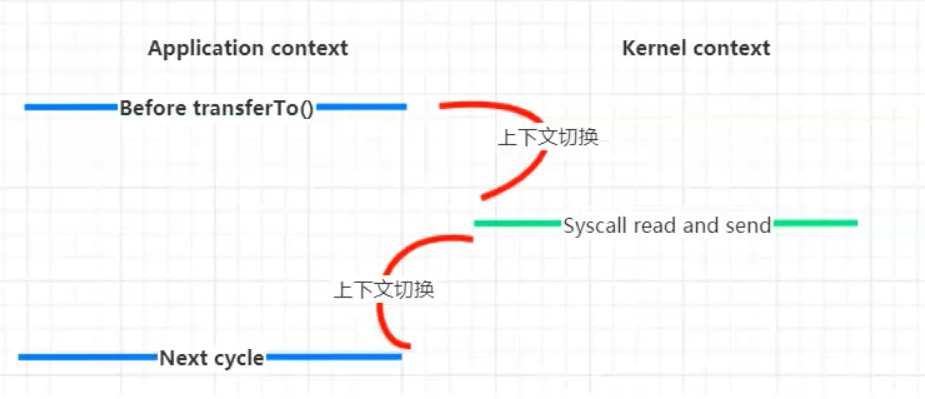 Application context
Kernel context
Before transferTo()
上下文切换
Syscall read and send
上下文切换
Next cycle